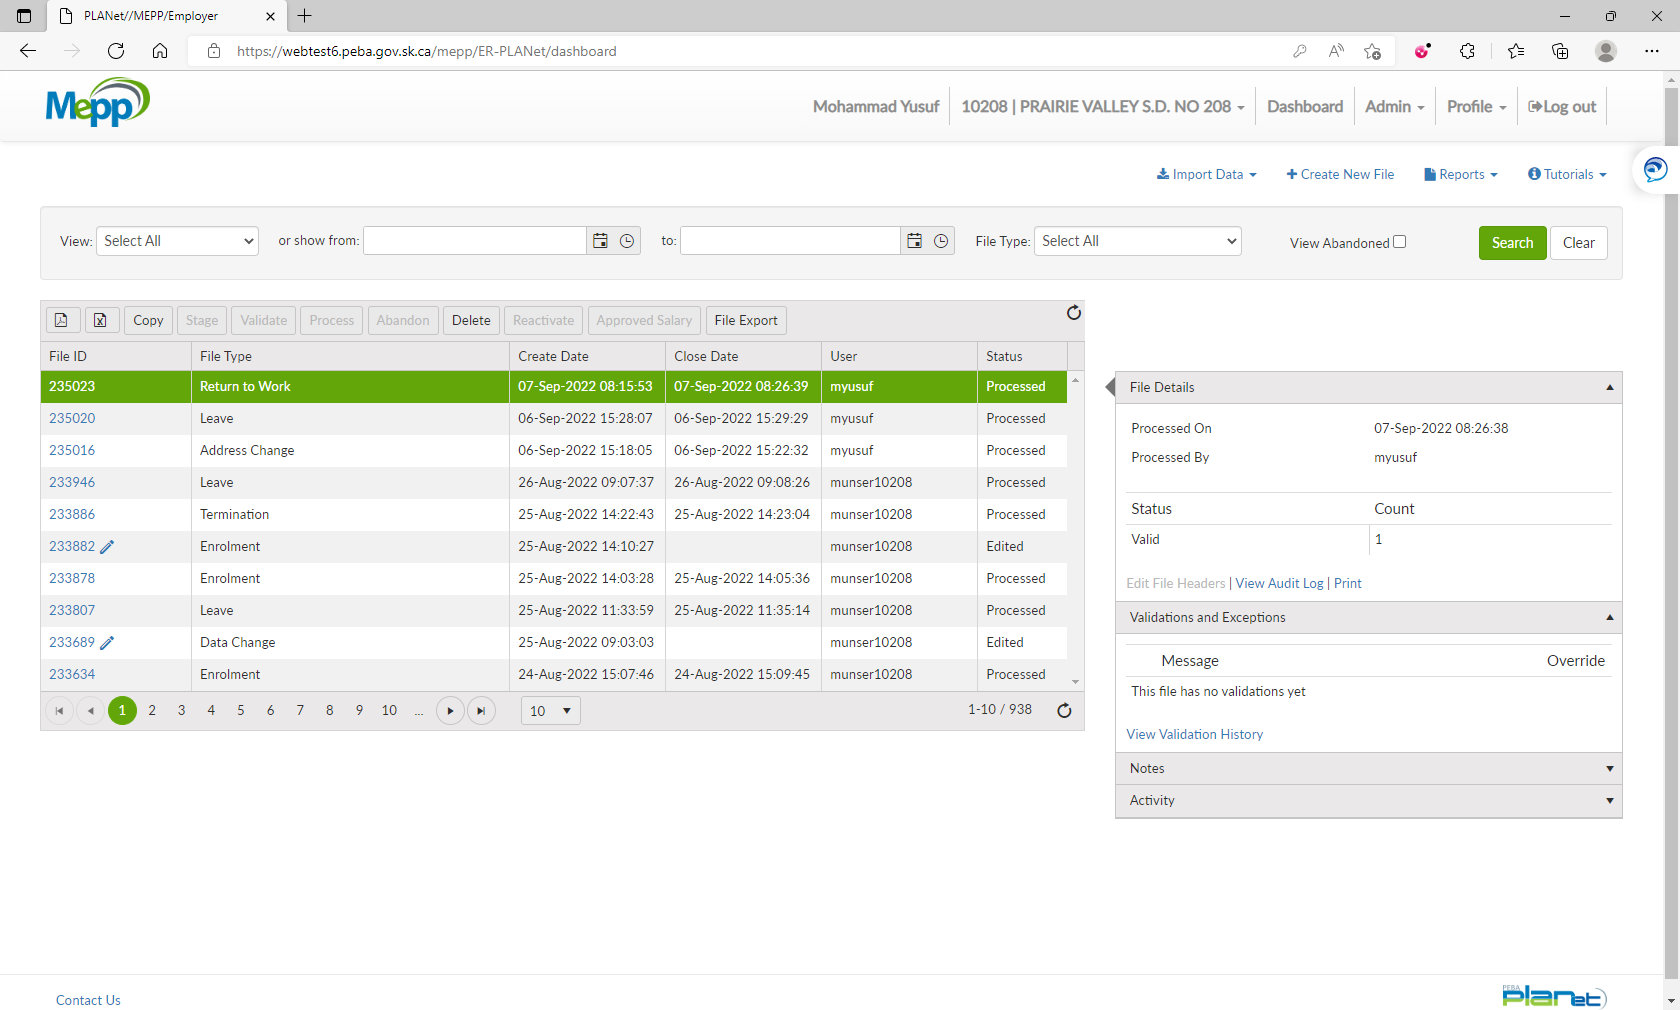 PLANet//MEPP/Employer
https://webtest6.peba.gov.sk.ca/mepp/ER-PLANet/dashboard
Mepp
Mohammad Yusuf 10208 | PRAIRIE VALLEY S.D. NO 208 Dashboard Admin Profile Log out
Import Data Create New File Reports Tutorials
View: Select All or show from: to: File Type: Select All View Abandoned Search Clear
Copy Stage Validate Process Abandon Delete Reactivate Approved Salary File Export
File ID File Type Create Date Close Date User Status
235023 Return to Work 07-Sep-2022 08:15:53 07-Sep-2022 08:26:39 myusuf Processed
235020 Leave 06-Sep-2022 15:28:07 06-Sep-2022 15:29:29 myusuf Processed
235016 Address Change 06-Sep-2022 15:18:05 06-Sep-2022 15:22:32 myusuf Processed
233946 Leave 26-Aug-2022 09:07:37 26-Aug-2022 09:08:26 munser10208 Processed
233886 Termination 25-Aug-2022 14:22:43 25-Aug-2022 14:23:04 munser10208 Processed
233882 Enrolment 25-Aug-2022 14:10:27 munser10208 Edited
233878 Enrolment 25-Aug-2022 14:03:28 25-Aug-2022 14:05:36 munser10208 Processed
233807 Leave 25-Aug-2022 11:33:59 25-Aug-2022 11:35:14 munser10208 Processed
233689 Data Change 25-Aug-2022 09:03:03 munser10208 Edited
233634 Enrolment 24-Aug-2022 15:07:46 24-Aug-2022 15:09:45 munser10208 Processed
1 2 3 4 5 6 7 8 9 10 ... 10 1-10 / 938
File Details
Processed On 07-Sep-2022 08:26:38
Processed By myusuf
Status Count
Valid 1
Edit File Headers | View Audit Log | Print
Validations and Exceptions
Message Override
This file has no validations yet
View Validation History
Notes
Activity
Contact Us
PEBA
planet